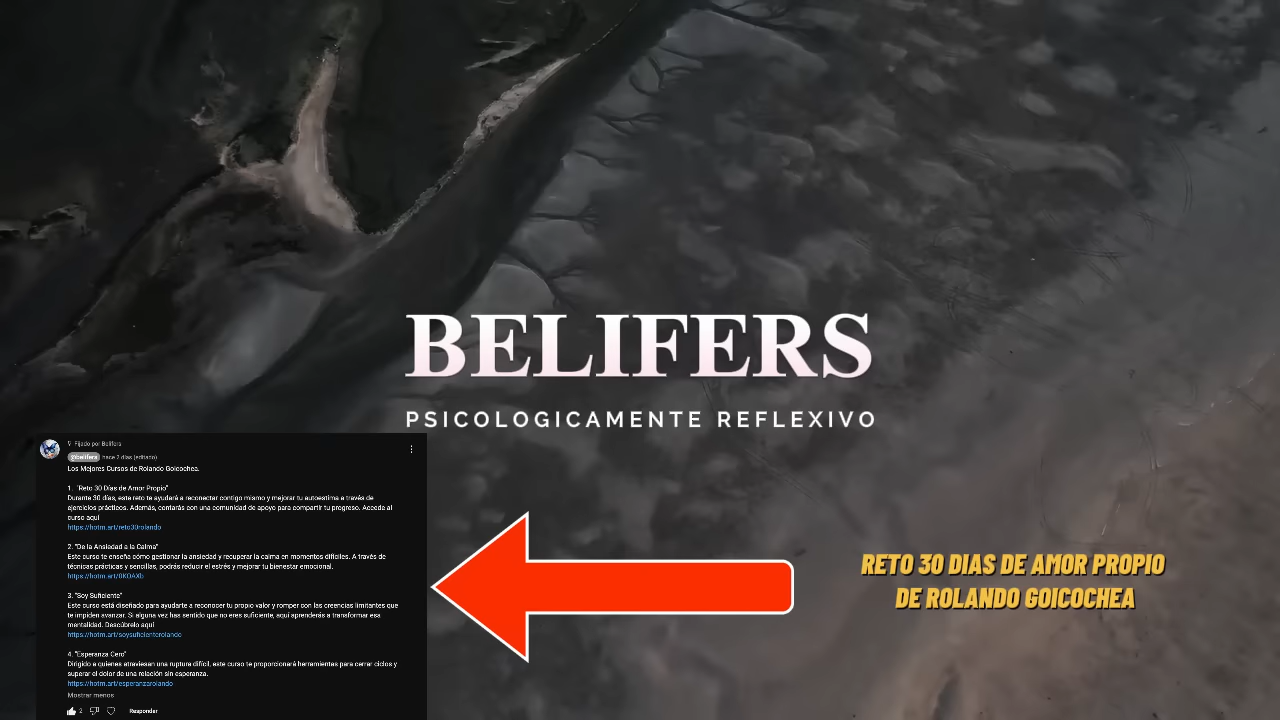 BELIFERS
PSICOLOGICAMENTE REFLEXIVO
Fijado por Belifers
@belifers hace 2 días (editado)
Los Mejores Cursos de Rolando Goicochea.
1. "Reto 30 Días de Amor Propio"
Durante 30 días, este reto te ayudará a reconectar contigo mismo y mejorar tu autoestima a través de
ejercicios prácticos. Además, contarás con una comunidad de apoyo para compartir tu progreso. Accede al
curso aquí
https://hotm.art/reto30rolando
2. "De la Ansiedad a la Calma"
Este curso te enseña cómo gestionar la ansiedad y recuperar la calma en momentos difíciles. A través de
técnicas prácticas y sencillas, podrás reducir el estrés y mejorar tu bienestar emocional.
https://hotm.art/0KOAXb
3. "Soy Suficiente"
Este curso está diseñado para ayudarte a reconocer tu propio valor y romper con las creencias limitantes que
te impiden avanzar. Si alguna vez has sentido que no eres suficiente, aquí aprenderás a transformar esa
mentalidad. Descúbrelo aquí
https://hotm.art/soysuficienterolando
4. "Esperanza Cero"
Dirigido a quienes atraviesan una ruptura difícil, este curso te proporcionará herramientas para cerrar ciclos y
superar el dolor de una relación sin esperanza.
https://hotm.art/esperanzarolando
Mostrar menos
2 Responder
RETO 30 DIAS DE AMOR PROPIO
DE ROLANDO GOICOCHEA